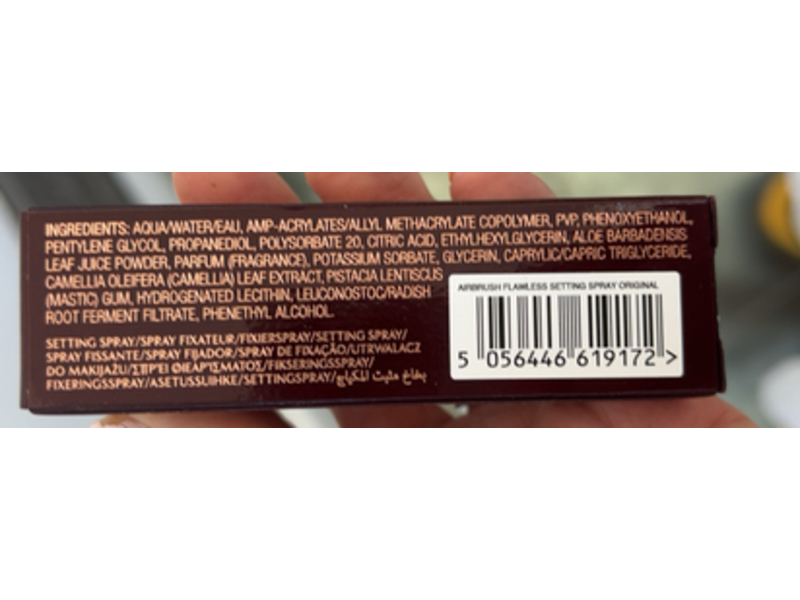 INGREDIENTS: AQUA/WATER/EAU, AMP-ACRYLATES/ALLYL METHACRYLATE COPOLYMER, PVP, PHENOXYETHANOL,
PENTYLENE GLYCOL, PROPANEDIOL, POLYSORBATE 20, CITRIC ACID, ETHYLHEXYLGLYCERIN, ALOE BARBADENSIS
LEAF JUICE POWDER, PARFUM (FRAGRANCE), POTASSIUM SORBATE, GLYCERIN, CAPRYLIC/CAPRIC TRIGLYCERIDE,
CAMELLIA OLEIFERA (CAMELLIA) LEAF EXTRACT, PISTACIA LENTISCUS
(MASTIC) GUM, HYDROGENATED LECITHIN, LEUCONOSTOC/RADISH
ROOT FERMENT FILTRATE, PHENETHYL ALCOHOL.
SETTING SPRAY/SPRAY FIXATEUR/FIXIERSPRAY/SETTING SPRAY/
SPRAY FISSANTE/SPRAY FIJADOR/SPRAY DE FIXAÇÃO/UTRWALACZ
DO MAKIJAŻU/ΣΠΡΕΪ ΦΙΞΑΡΊΣΜΑΤΟΣ/FIKSERINGSSPRAY/
FIXERINGSSPRAY/ASETUSSUIHKE/SETTINGSPRAY/بخاخ مثبت المكياج
AIRBRUSH FLAWLESS SETTING SPRAY ORIGINAL
5 056446 619172 >